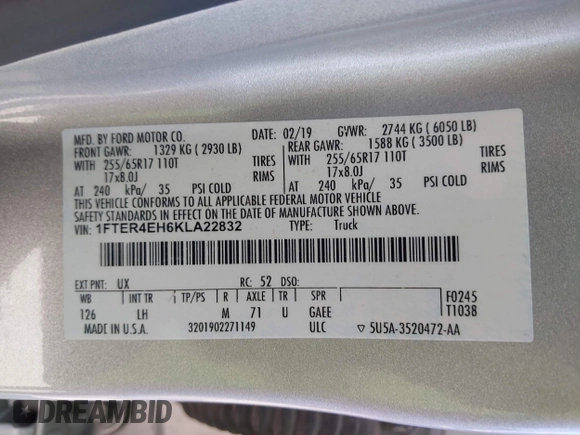 MFD. BY FORD MOTOR CO. DATE: 02/19 GVWR: 2744 KG ( 6050 LB)
FRONT GAWR: 1329 KG ( 2930 LB) REAR GAWR: 1588 KG ( 3500 LB)
WITH 255/65R17 110T TIRES WITH 255/65R17 110T TIRES
17x8.0J RIMS 17x8.0J RIMS
AT 240 kPa/ 35 PSI COLD AT 240 kPa/ 35 PSI COLD
THIS VEHICLE CONFORMS TO ALL APPLICABLE FEDERAL MOTOR VEHICLE
SAFETY STANDARDS IN EFFECT ON THE DATE OF MANUFACTURE SHOWN ABOVE.
VIN: 1FTER4EH6KLA22832 TYPE: Truck
EXT PNT: UX RC: 52 DSO:
WB INT TR TP/PS R AXLE TR SPR F0245
126 LH M 71 U GAEE T1038
MADE IN U.S.A. 3201902271149 ULC ▽ 5U5A-3520472-AA
DREAMBID